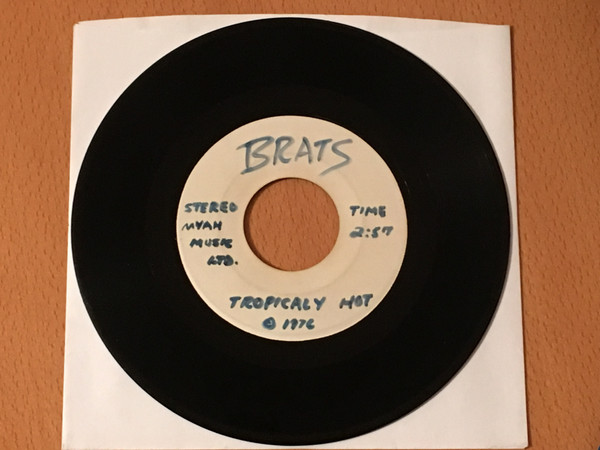 BRATS
STEREO
MYAH
MUSIC
LTD.
TIME
2:57
TROPICALY HOT
© 1976